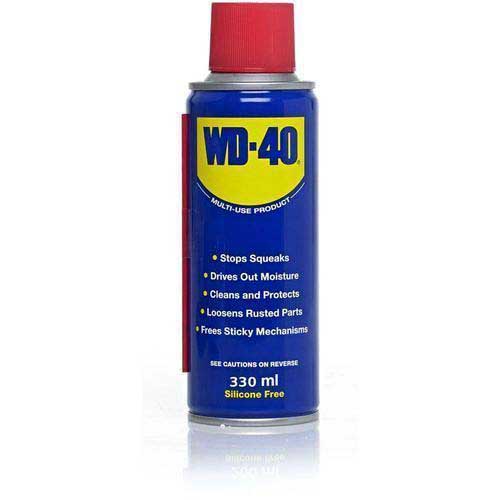 WD-40®
MULTI-USE PRODUCT
• Stops Squeaks
• Drives Out Moisture
• Cleans and Protects
• Loosens Rusted Parts
• Frees Sticky Mechanisms
SEE CAUTIONS ON REVERSE
330 ml
Silicone Free